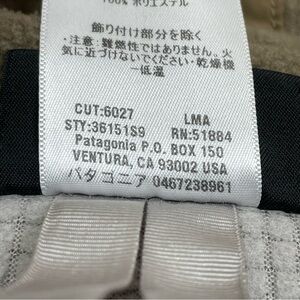 100% ポリエステル
飾り付け部分を除く
・注意：難燃性ではありません。火
気に近づけないでください・乾燥機
－低温
CUT:6027 LMA
STY:36151S9 RN:51884
Patagonia P.O. BOX 150
VENTURA, CA 93002 USA
パタゴニア 0467238961